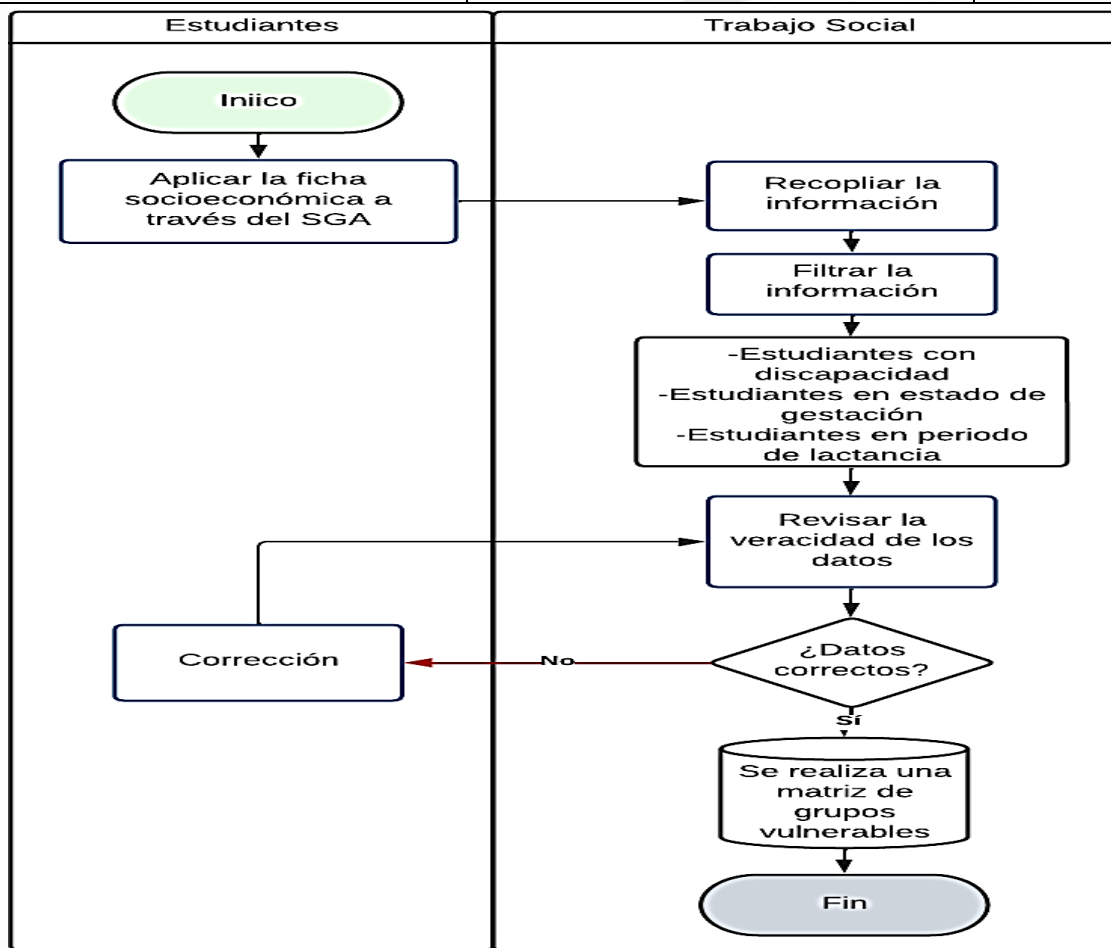 Estudiantes
Trabajo Social
Iniico
Aplicar la ficha
socioeconómica a
través del SGA
Recopliar la
información
Filtrar la
información
-Estudiantes con
discapacidad
-Estudiantes en estado de
gestación
-Estudiantes en periodo
de lactancia
Revisar la
veracidad de los
datos
Corrección
No
¿Datos
correctos?
Sí
Se realiza una
matriz de
grupos
vulnerables
Fin